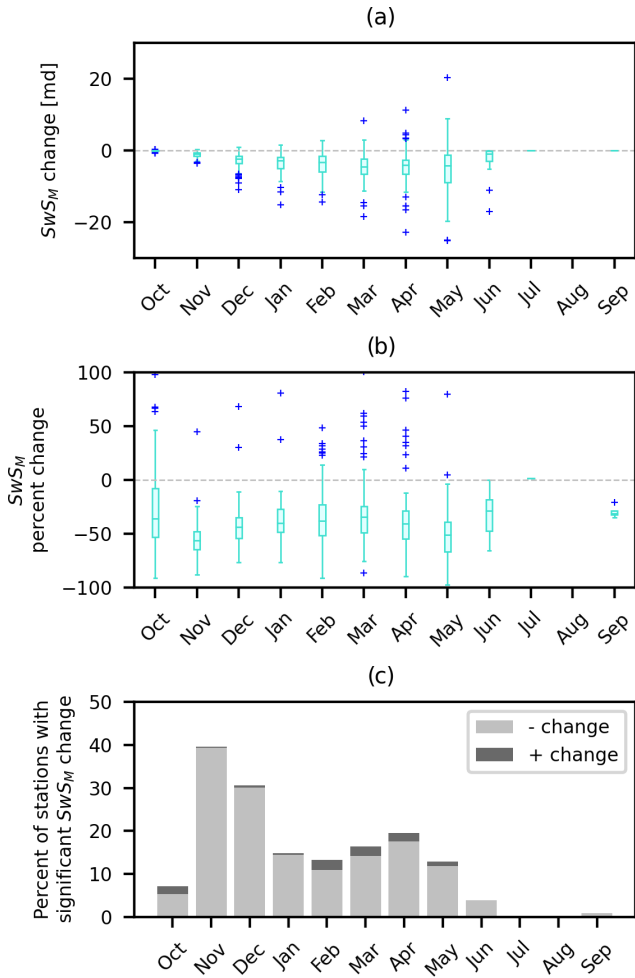 (a)
SwS_M change [md]
20
0
−20
Oct Nov Dec Jan Feb Mar Apr May Jun Jul Aug Sep
(b)
SwS_M
percent change
100
50
0
−50
−100
Oct Nov Dec Jan Feb Mar Apr May Jun Jul Aug Sep
(c)
Percent of stations with
significant SwS_M change
50
40
30
20
10
0
- change
+ change
Oct Nov Dec Jan Feb Mar Apr May Jun Jul Aug Sep